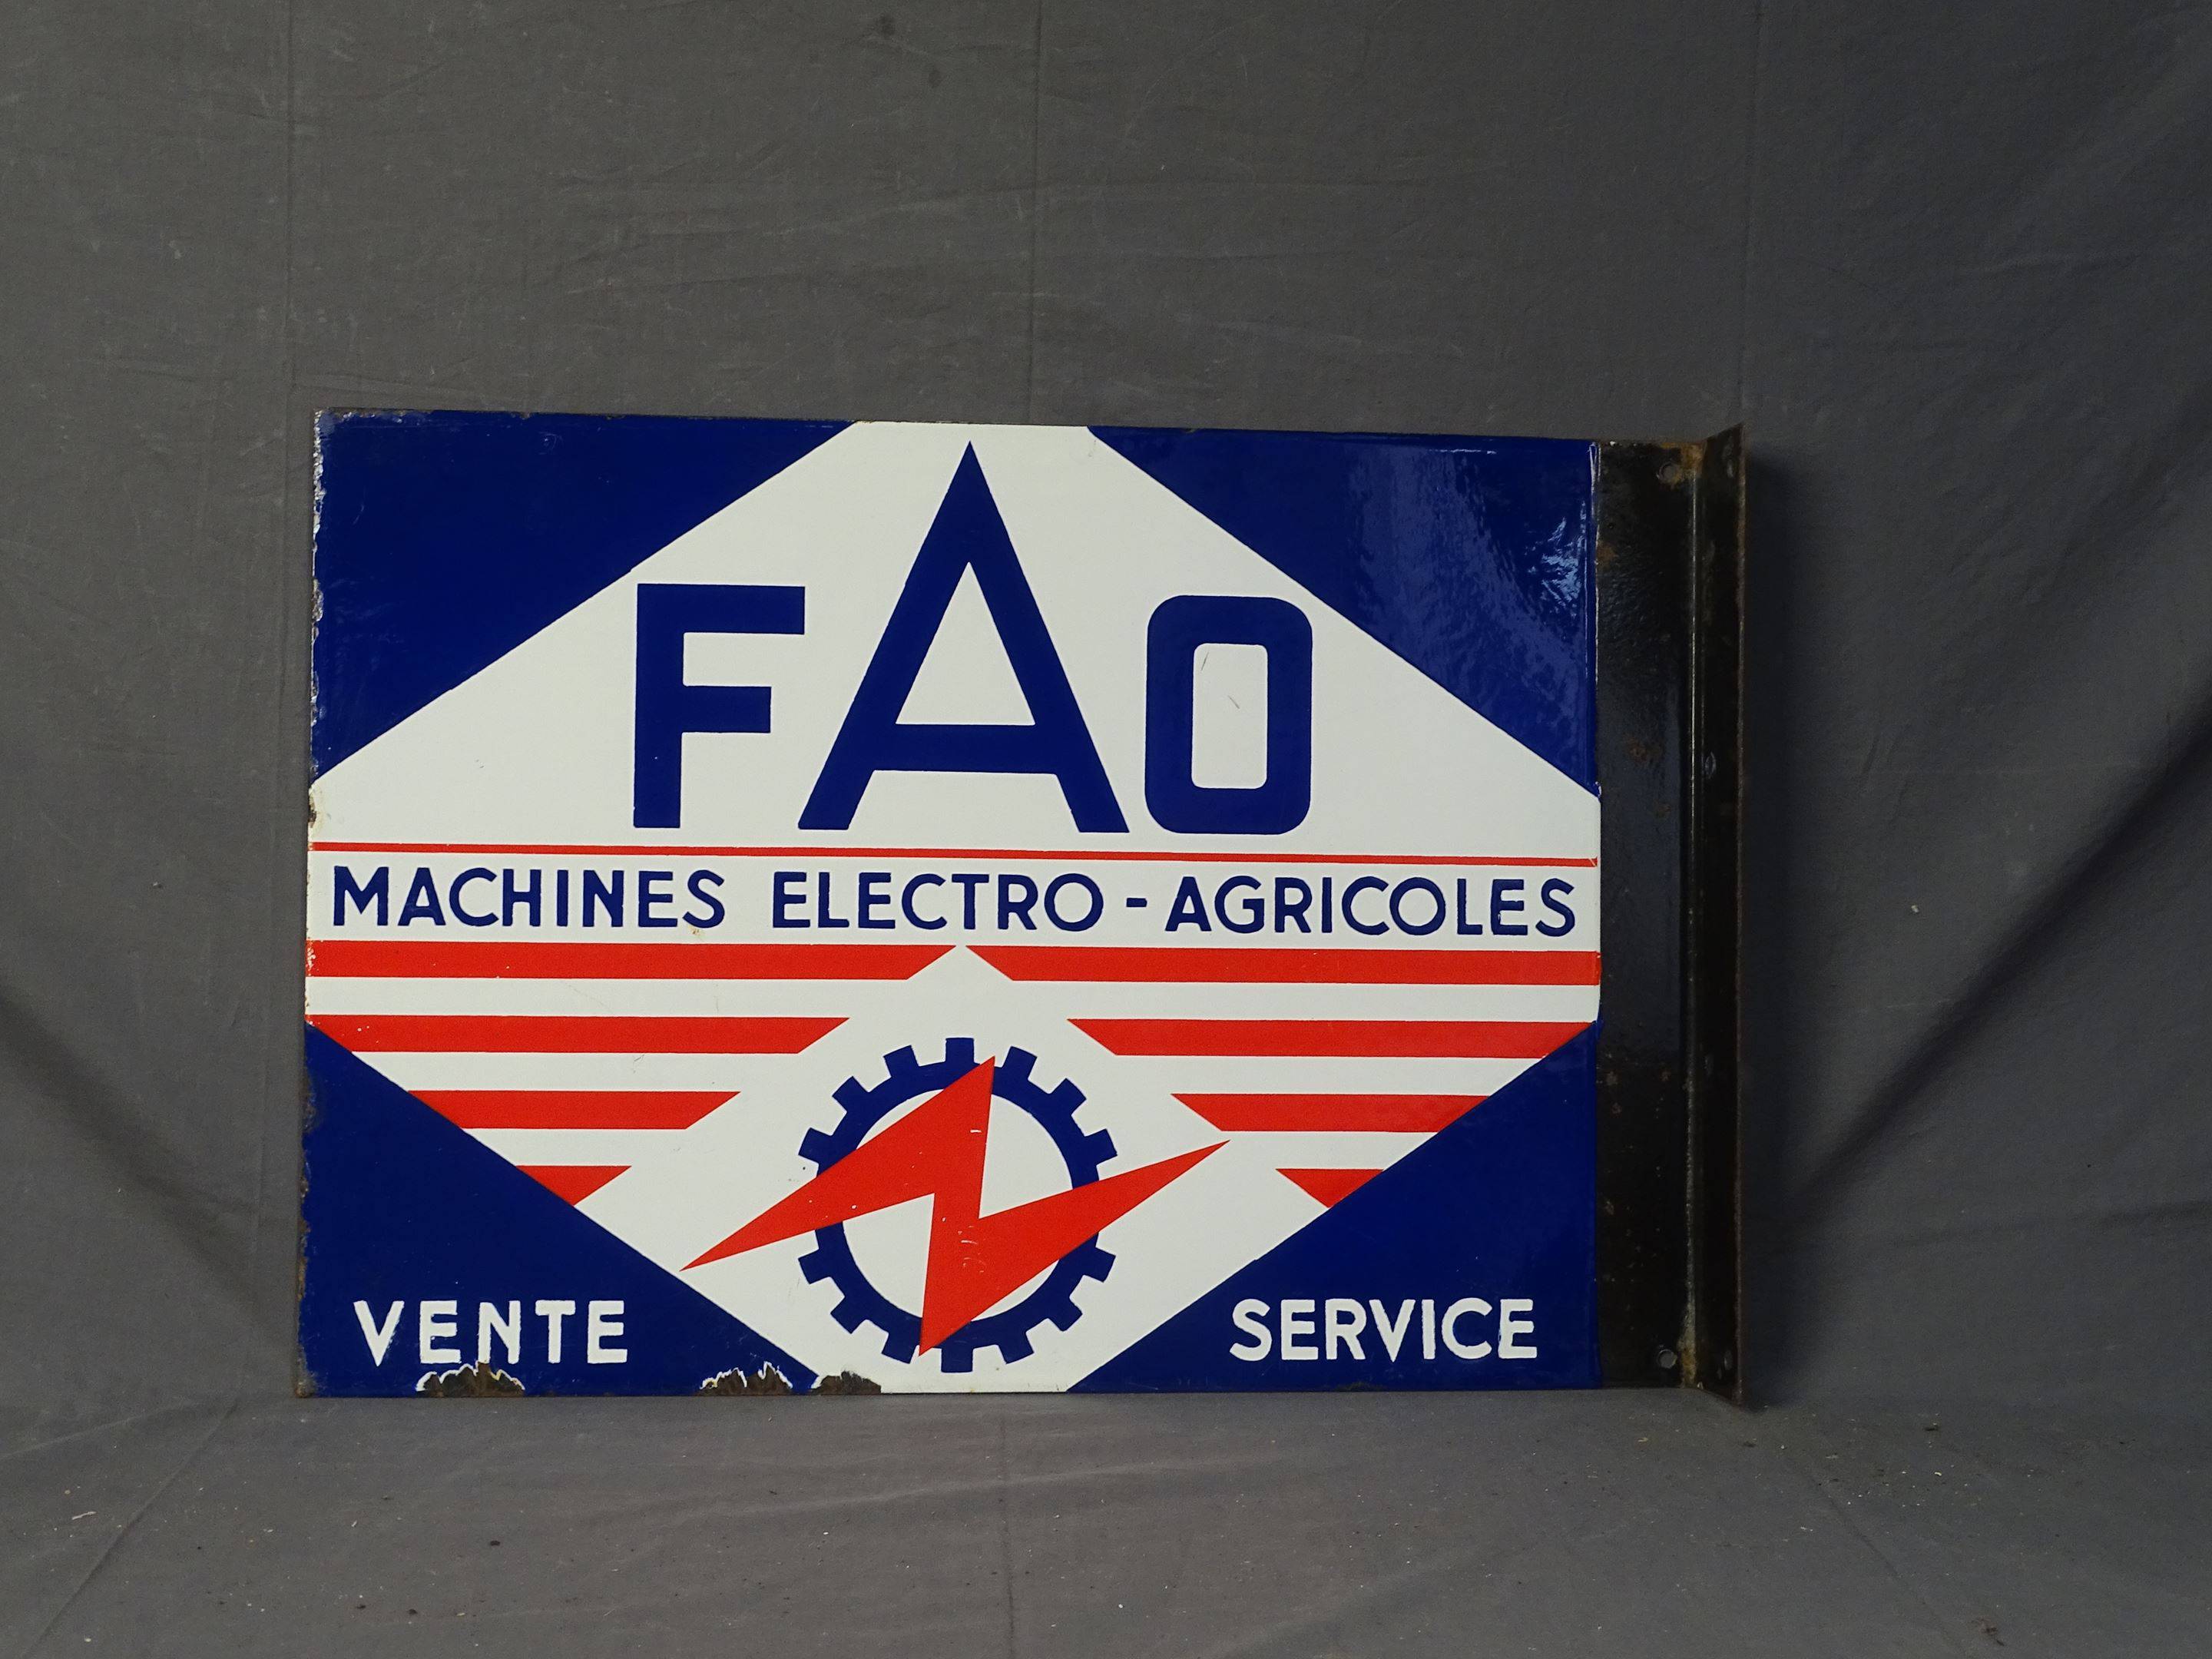 FAO
MACHINES ELECTRO - AGRICOLES
VENTE SERVICE